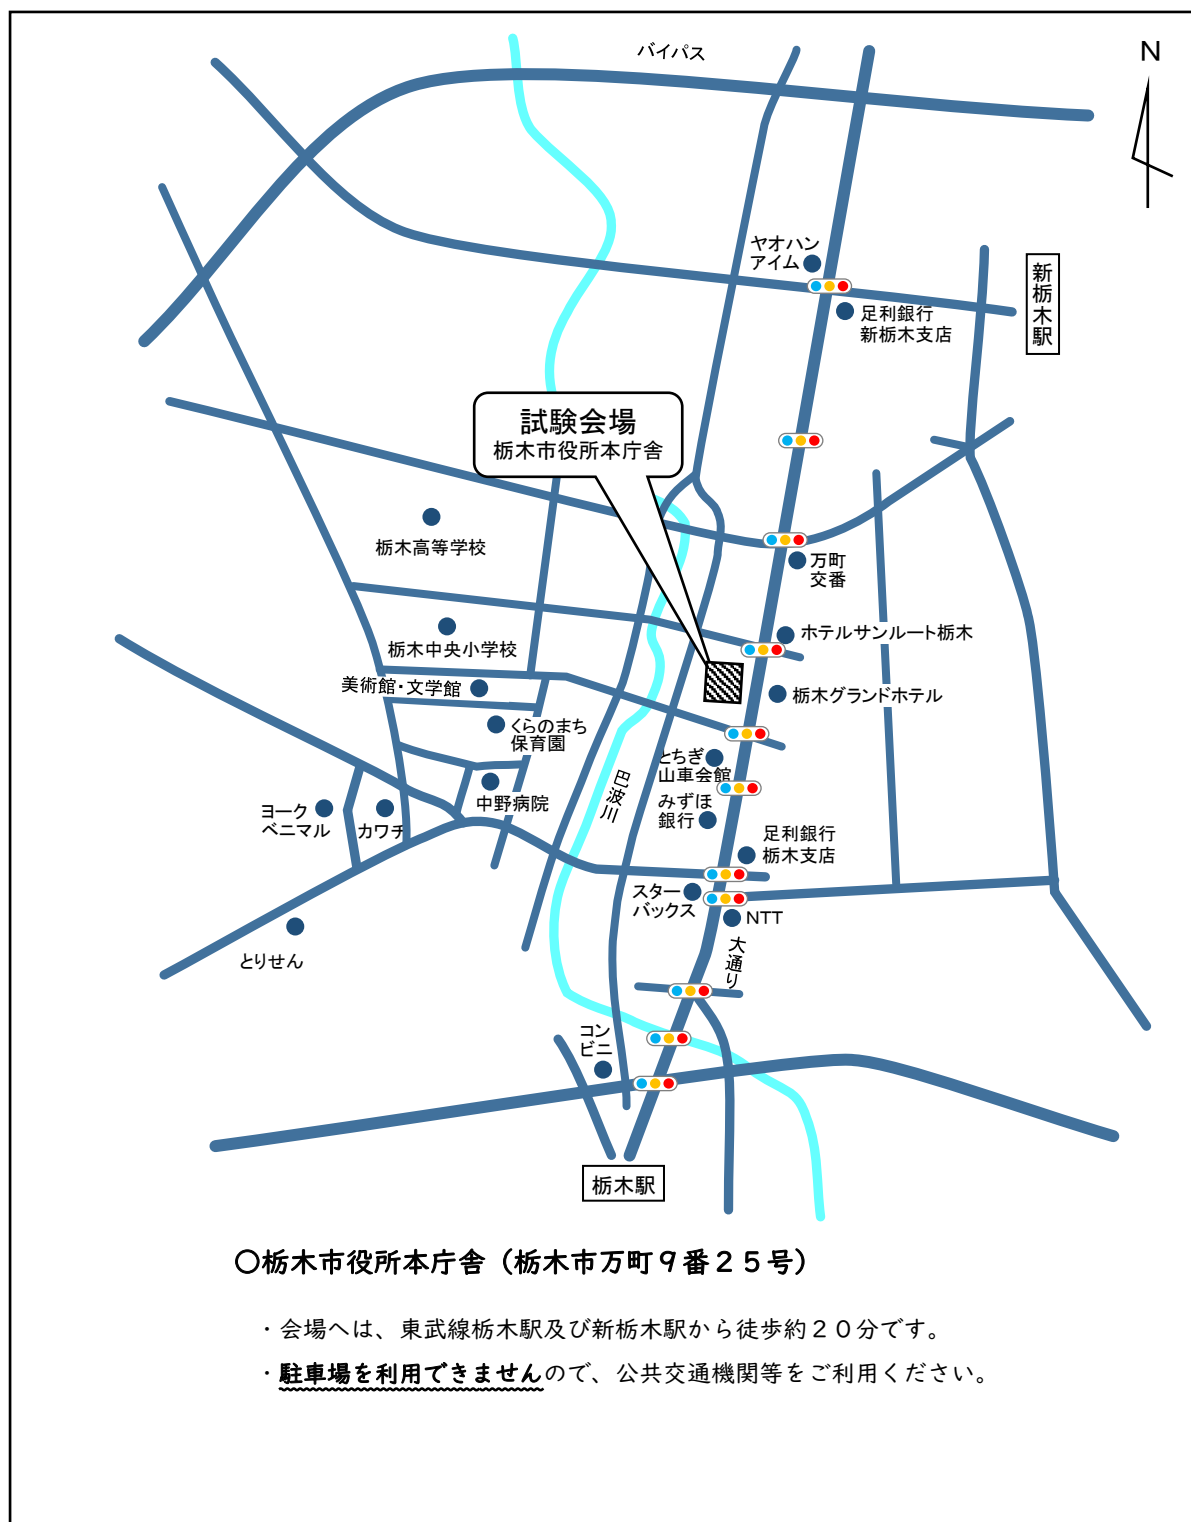 バイパス
N
ヤオハン
アイム
新栃木駅
足利銀行
新栃木支店
試験会場
栃木市役所本庁舎
栃木高等学校
万町
交番
ホテルサンルート栃木
栃木中央小学校
美術館・文学館
栃木グランドホテル
くらのまち
保育園
とちぎ
山車会館
巴波川
中野病院
ヨーク
ベニマル
カワチ
みずほ
銀行
足利銀行
栃木支店
スター
バックス
NTT
大通り
とりせん
コン
ビニ
栃木駅
〇栃木市役所本庁舎（栃木市万町９番２５号）
・会場へは、東武線栃木駅及び新栃木駅から徒歩約２０分です。
・駐車場を利用できませんので、公共交通機関等をご利用ください。